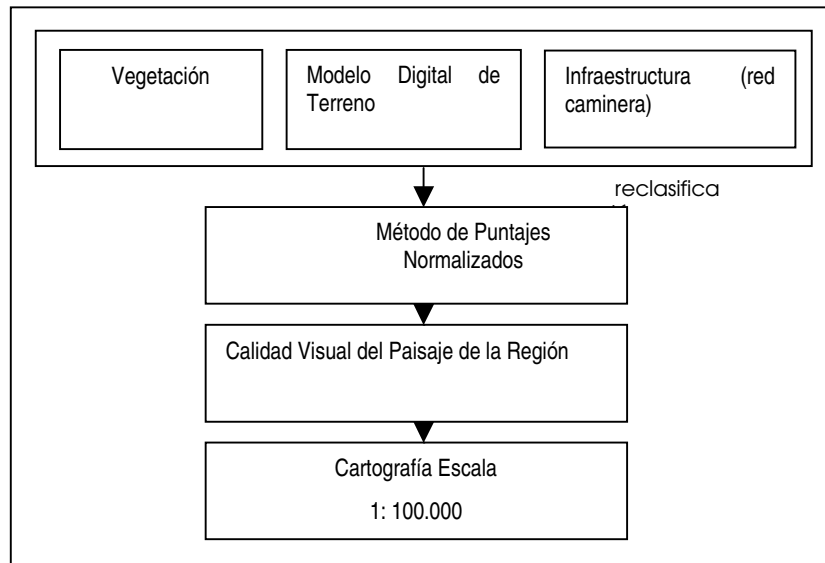 Vegetación
Modelo Digital de
Terreno
Infraestructura (red
caminera)
reclasifica
Método de Puntajes
Normalizados
Calidad Visual del Paisaje de la Región
Cartografía Escala
1: 100.000